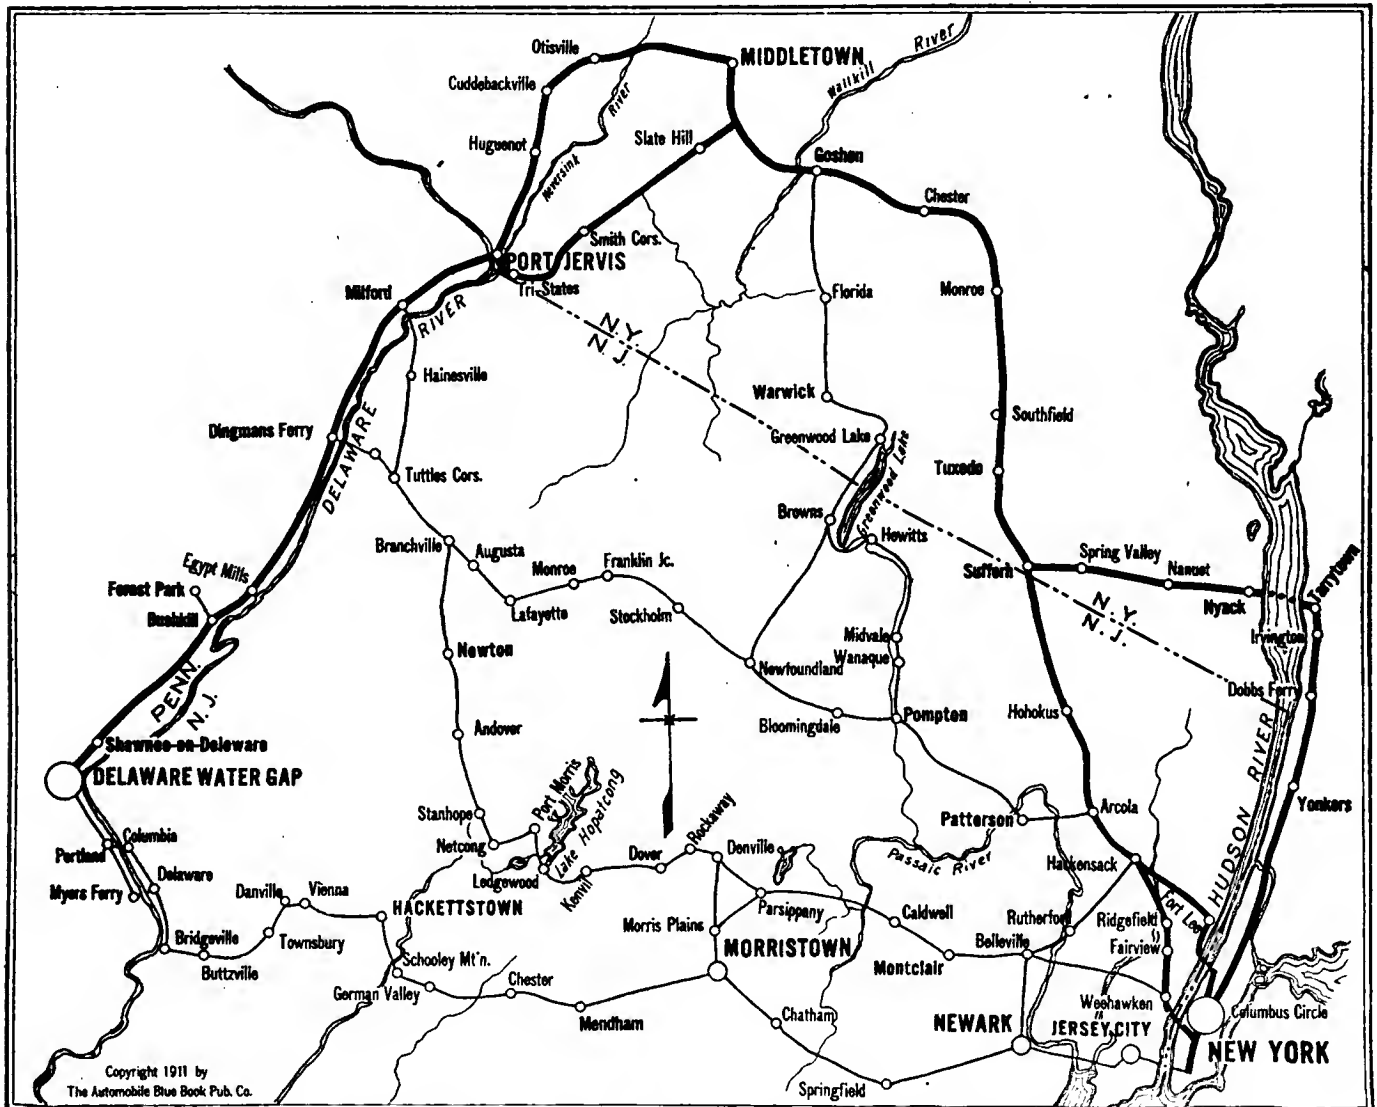 Otisville
MIDDLETOWN
River
Wallkill
Cuddebackville
River
Huguenot
Slate Hill
Goshen
Neversink
Chester
Smith Cors.
PORT JERVIS
Tri-States
Milford
RIVER
Florida
Monroe
N.Y.
N.J.
Hainesville
Warwick
Southfield
Dingmans Ferry
DELAWARE
Greenwood Lake
Greenwood Lake
Tuxedo
Tuttles Cors.
Browns
Hewitts
Branchville
Augusta
Monroe
Franklin Jc.
Suffern
Spring Valley
Nanuet
Nyack
Tarrytown
Egypt Mills
Forest Park
Bushkill
Lafayette
Stockholm
N.Y.
N.J.
Irvington
Midvale
Wanaque
Newton
Newfoundland
PENN.
N.J.
Dobbs Ferry
Bloomingdale
Pompton
Hohokus
Andover
Shawnee-on-Delaware
DELAWARE WATER GAP
HUDSON RIVER
Yonkers
Stanhope
Port Morris
Lake Hopatcong
Patterson
Arcola
Netcong
Rockaway
Passaic River
Columbia
Portland
Ledgewood
Kenvil
Dover
Denville
Hackensack
Delaware
Myers Ferry
Danville
Vienna
HACKETTSTOWN
Parsippany
Caldwell
Rutherford
Ridgefield
Fort Lee
Morris Plains
MORRISTOWN
Bridgeville
Townsbury
Belleville
Fairview
Buttzville
Schooley Mt'n.
Montclair
German Valley
Chester
Mendham
Weehawken
Columbus Circle
Chatham
NEWARK
JERSEY CITY
NEW YORK
Springfield
Copyright 1911 by
The Automobile Blue Book Pub. Co.